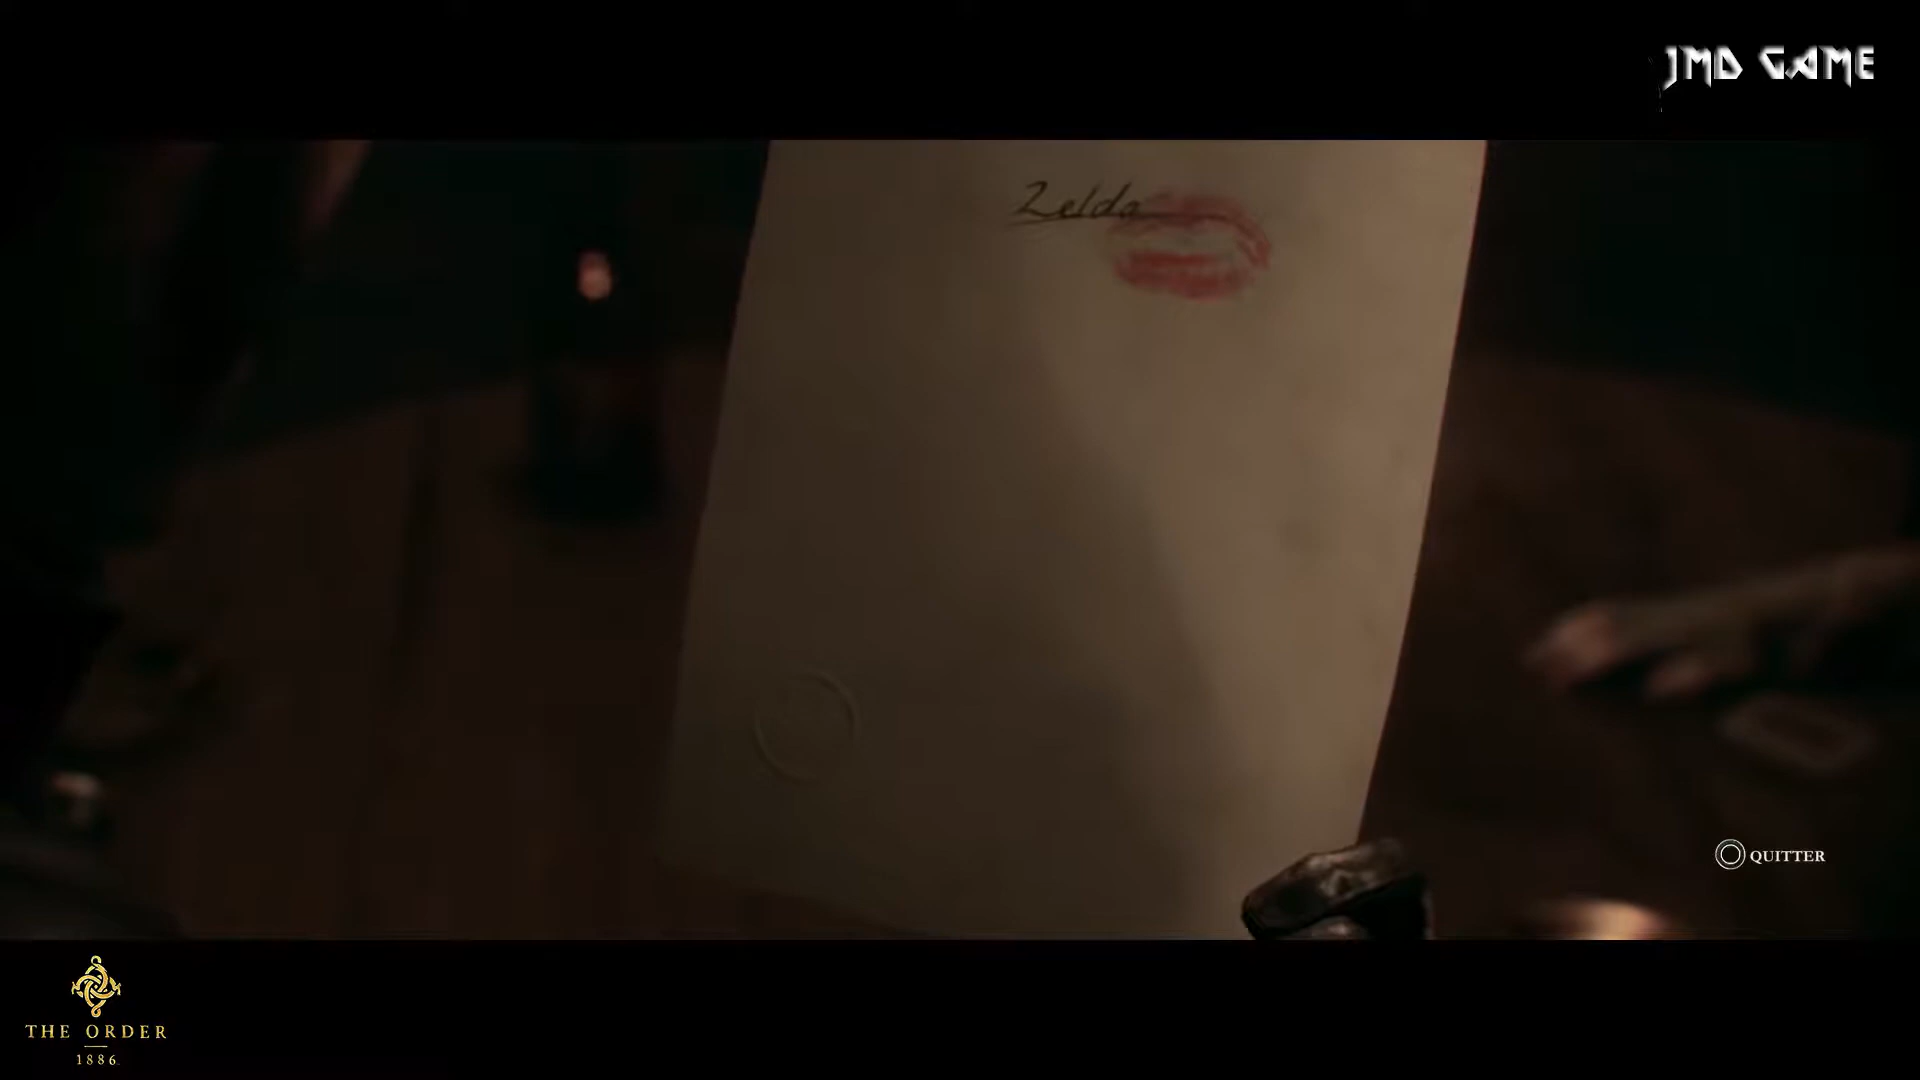 JMD GAME
Zelda
QUITTER
THE ORDER
1886